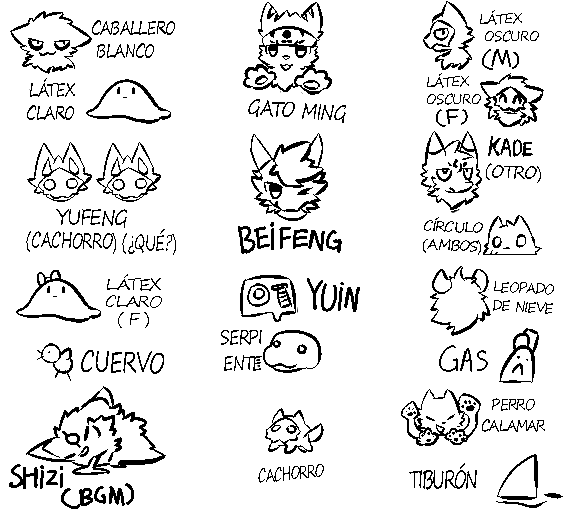 CABALLERO
BLANCO
LÁTEX
CLARO
GATO MING
LÁTEX
OSCURO
(M)
LÁTEX
OSCURO
(F)
YUFENG
(CACHORRO) (¿QUÉ?)
BEIFENG
KADE
(OTRO)
CÍRCULO
(AMBOS)
LÁTEX
CLARO
(F)
YUIN
LEOPADO
DE NIEVE
CUERVO
SERPI
ENTE
GAS
SHIZI
(BGM)
CACHORRO
PERRO
CALAMAR
TIBURÓN